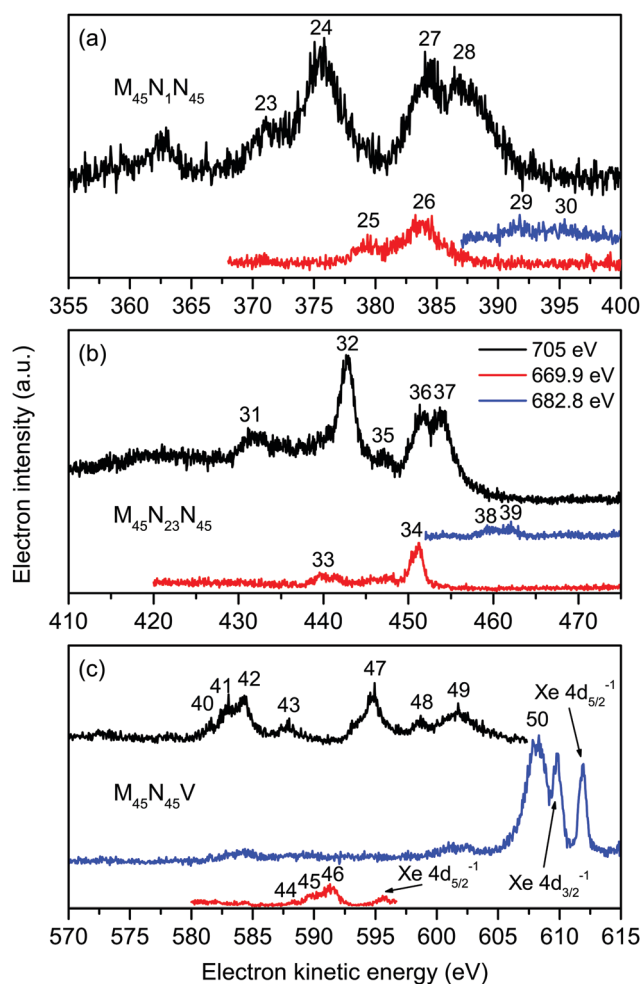 (a)
24
27
28
M₄₅N₁N₄₅
23
29
30
26
25
355 360 365 370 375 380 385 390 395 400
(b)
32
705 eV
669.9 eV
682.8 eV
36 37
31
35
M₄₅N₂₃N₄₅
34
38 39
33
410 420 430 440 450 460 470
(c)
47
Xe 4d₅/₂⁻¹
40 41 42
43
48
49
50
M₄₅N₄₅V
44 45 46
Xe 4d₅/₂⁻¹
Xe 4d₃/₂⁻¹
570 575 580 585 590 595 600 605 610 615
Electron kinetic energy (eV)
Electron intensity (a.u.)